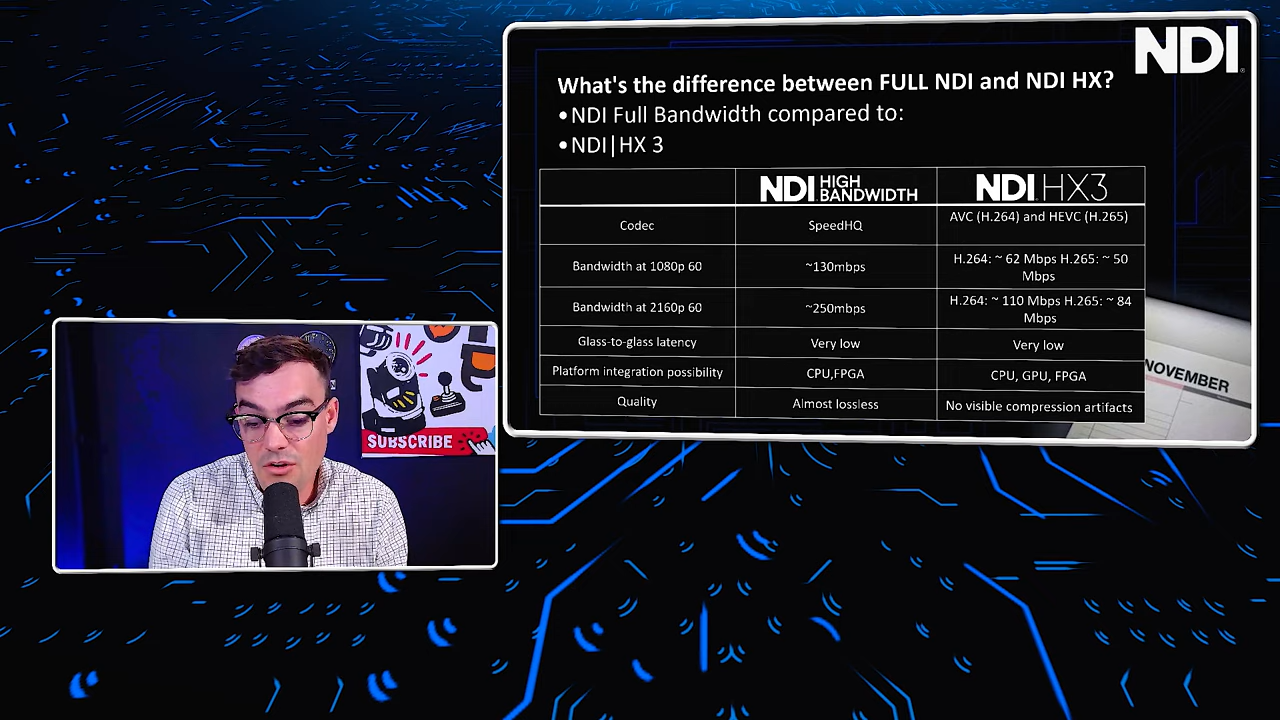 NDI
What's the difference between FULL NDI and NDI HX?
•NDI Full Bandwidth compared to:
•NDI|HX 3
NDI HIGH BANDWIDTH
NDI HX3
Codec
SpeedHQ
AVC (H.264) and HEVC (H.265)
Bandwidth at 1080p 60
~130mbps
H.264: ~ 62 Mbps H.265: ~ 50
Mbps
Bandwidth at 2160p 60
~250mbps
H.264: ~ 110 Mbps H.265: ~ 84
Mbps
Glass-to-glass latency
Very low
Very low
Platform integration possibility
CPU,FPGA
CPU, GPU, FPGA
Quality
Almost lossless
No visible compression artifacts
NOVEMBER
SUBSCRIBE